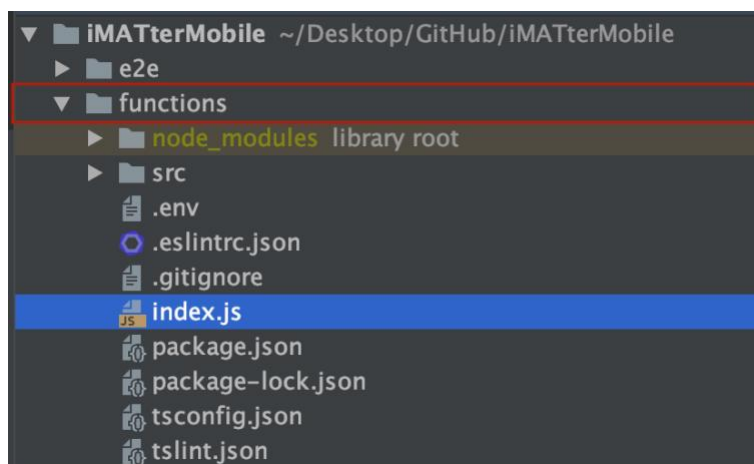 iMATterMobile ~/Desktop/GitHub/iMATterMobile
e2e
functions
node_modules library root
src
.env
.eslintrc.json
.gitignore
JS index.js
package.json
package-lock.json
tsconfig.json
tslint.json